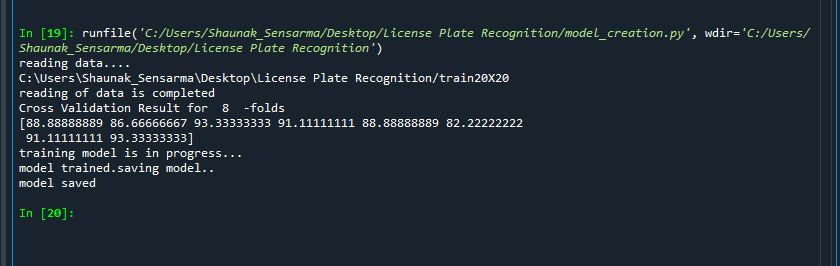 In [19]: runfile('C:/Users/Shaunak_Sensarma/Desktop/License Plate Recognition/model_creation.py', wdir='C:/Users/
Shaunak_Sensarma/Desktop/License Plate Recognition')
reading data....
C:\Users\Shaunak_Sensarma\Desktop\License Plate Recognition/train20X20
reading of data is completed
Cross Validation Result for  8  -folds
[88.88888889 86.66666667 93.33333333 91.11111111 88.88888889 82.22222222
 91.11111111 93.33333333]
training model is in progress...
model trained.saving model..
model saved
In [20]: